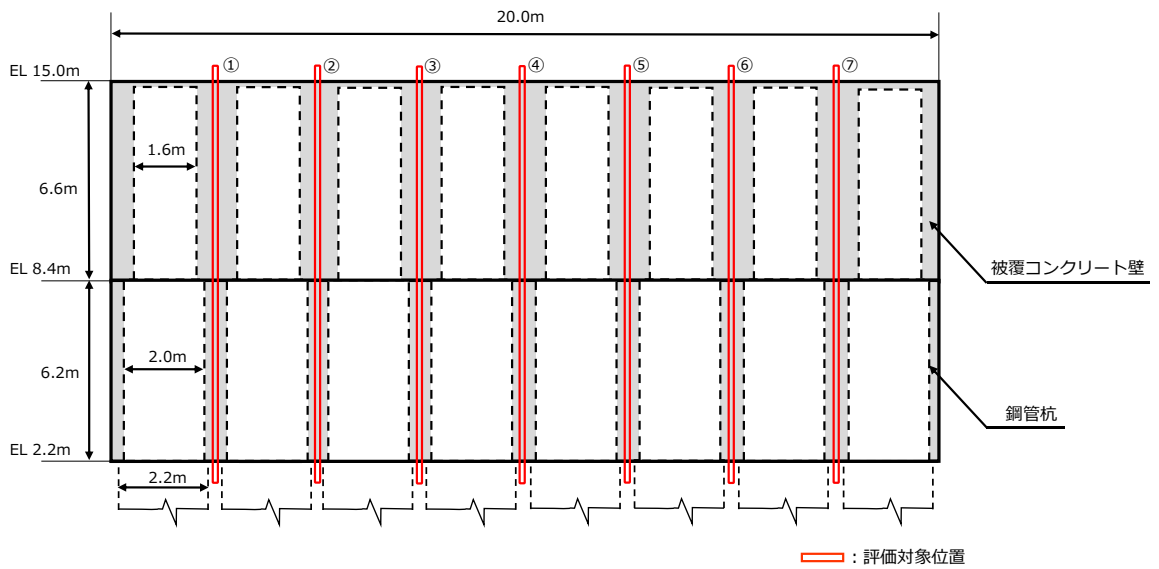 20.0m
EL 15.0m
① ② ③ ④ ⑤ ⑥ ⑦
1.6m
6.6m
EL 8.4m
被覆コンクリート壁
2.0m
6.2m
鋼管杭
EL 2.2m
2.2m
：評価対象位置